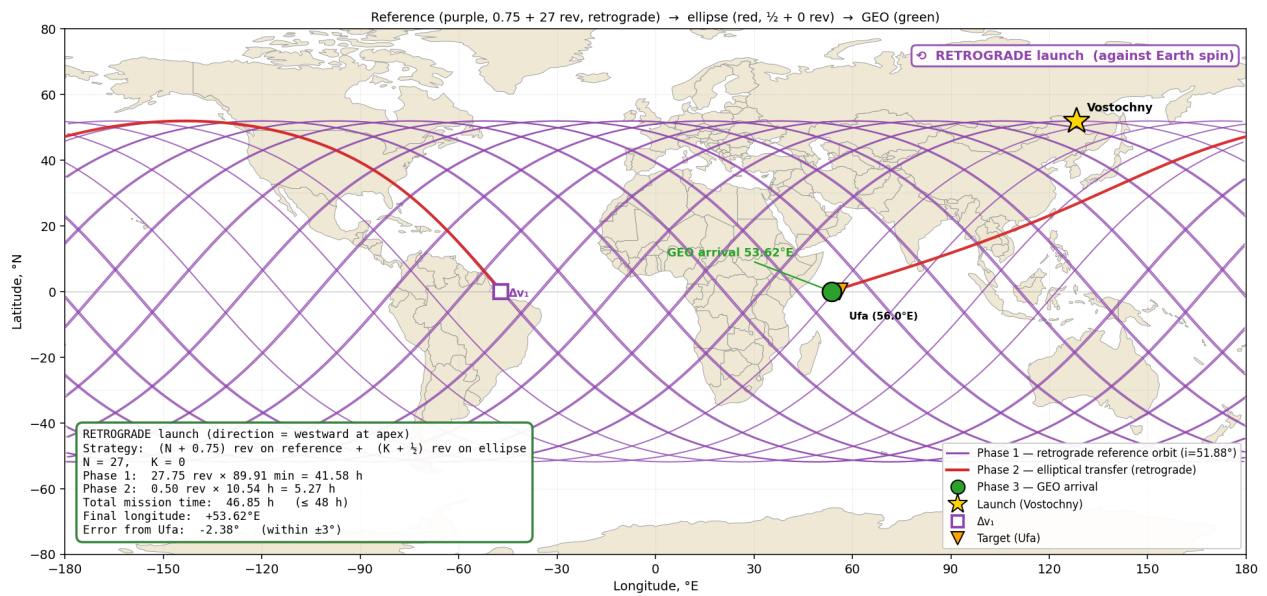 Reference (purple, 0.75 + 27 rev, retrograde) → ellipse (red, ½ + 0 rev) → GEO (green)
⟲ RETROGRADE launch (against Earth spin)
Vostochny
GEO arrival 53.62°E
Δv₁
Ufa (56.0°E)
RETROGRADE launch (direction = westward at apex)
Strategy: (N + 0.75) rev on reference + (K + ½) rev on ellipse
N = 27, K = 0
Phase 1: 27.75 rev × 89.91 min = 41.58 h
Phase 2: 0.50 rev × 10.54 h = 5.27 h
Total mission time: 46.85 h (≤ 48 h)
Final longitude: +53.62°E
Error from Ufa: -2.38° (within ±3°)
Phase 1 — retrograde reference orbit (i=51.88°)
Phase 2 — elliptical transfer (retrograde)
Phase 3 — GEO arrival
Launch (Vostochny)
Δv₁
Target (Ufa)
80
60
40
20
0
−20
−40
−60
−80
Latitude, °N
−180 −150 −120 −90 −60 −30 0 30 60 90 120 150 180
Longitude, °E